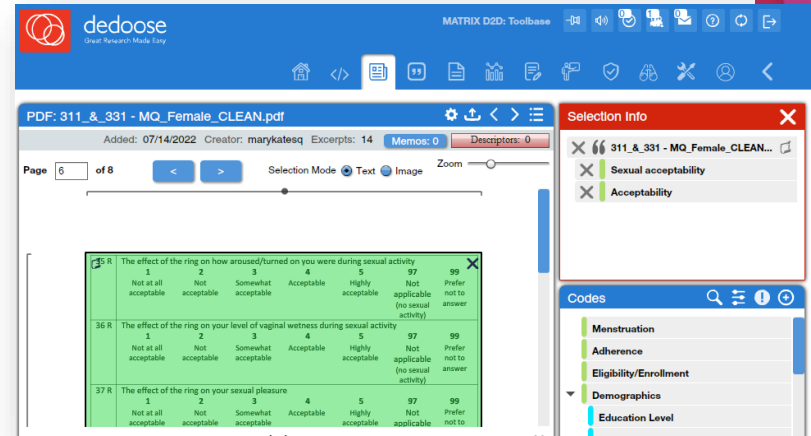 dedoose
Great Research Made Easy
MATRIX D2D: Toolbase
0
1
0
PDF: 311_&_331 - MQ_Female_CLEAN.pdf
Added: 07/14/2022 Creator: marykatesq Excerpts: 14 Memos: 0 Descriptors: 0
Page 6 of 8 < > Selection Mode Text Image Zoom
35 R The effect of the ring on how aroused/turned on you were during sexual activity
1 2 3 4 5 97 99
Not at all acceptable Not acceptable Somewhat acceptable Acceptable Highly acceptable Not applicable (no sexual activity) Prefer not to answer
36 R The effect of the ring on your level of vaginal wetness during sexual activity
1 2 3 4 5 97 99
Not at all acceptable Not acceptable Somewhat acceptable Acceptable Highly acceptable Not applicable (no sexual activity) Prefer not to answer
37 R The effect of the ring on your sexual pleasure
1 2 3 4 5 97 99
Not at all acceptable Not acceptable Somewhat acceptable Acceptable Highly acceptable Not applicable Prefer not to
Selection Info
311_&_331 - MQ_Female_CLEAN...
Sexual acceptability
Acceptability
Codes
Menstruation
Adherence
Eligibility/Enrollment
Demographics
Education Level